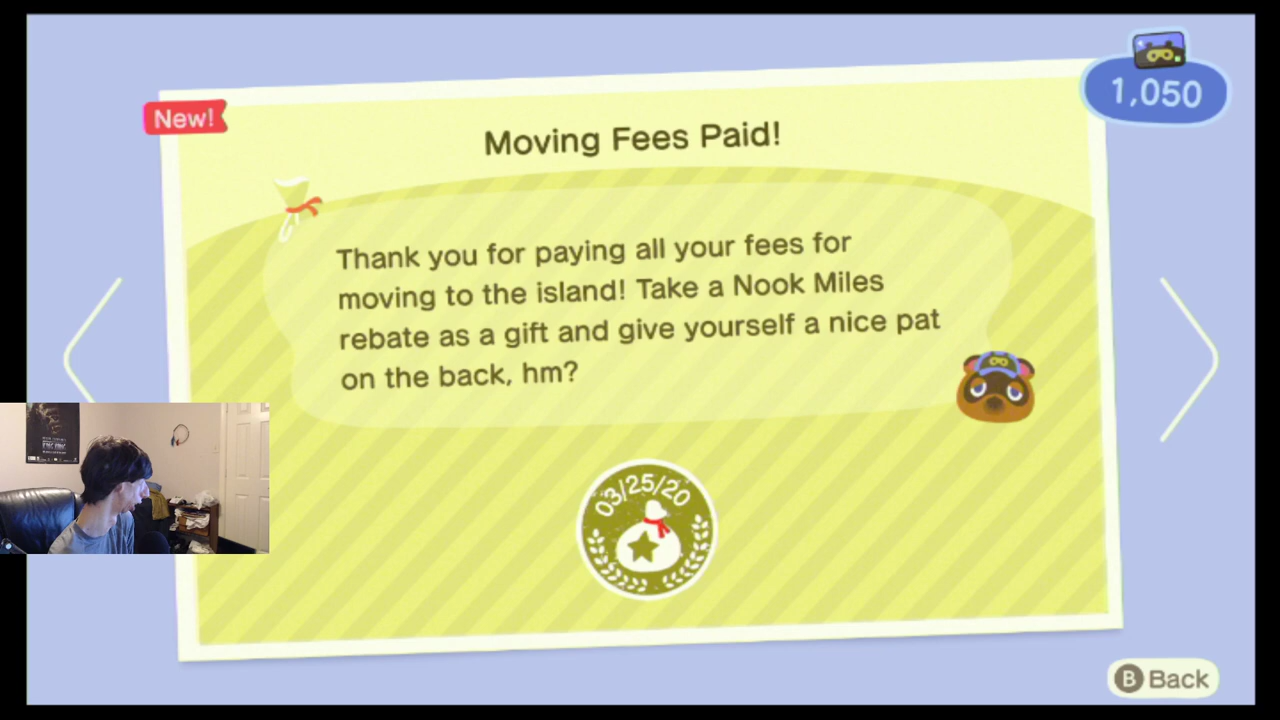 1,050
New!
Moving Fees Paid!
Thank you for paying all your fees for
moving to the island! Take a Nook Miles
rebate as a gift and give yourself a nice pat
on the back, hm?
03/25/20
B Back